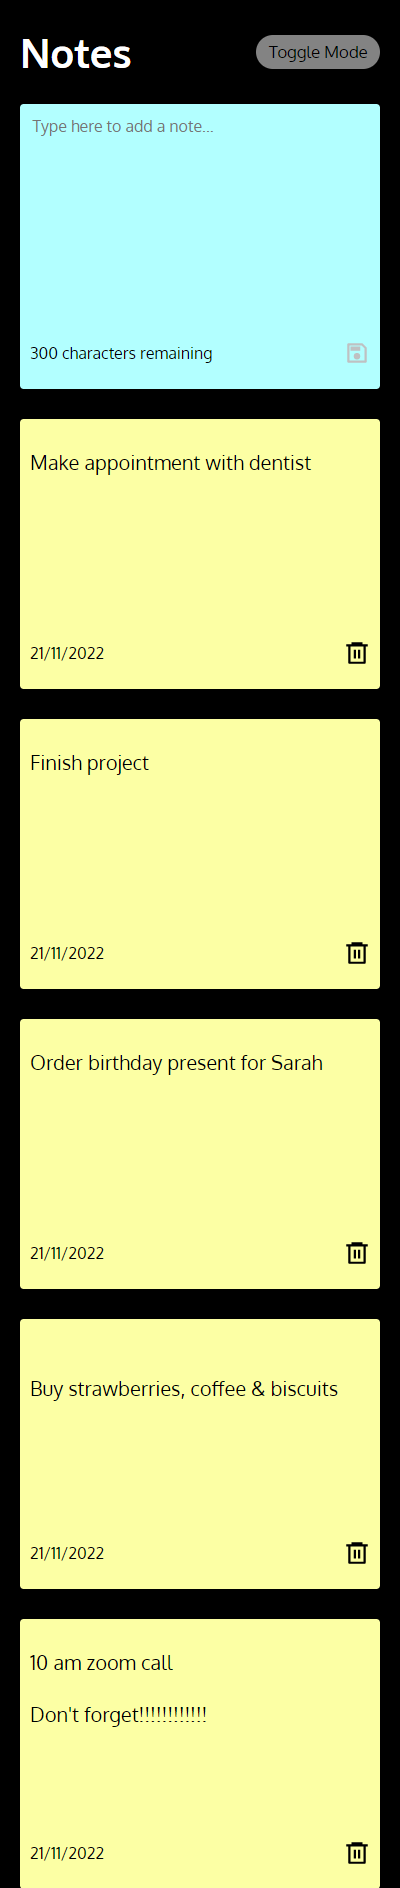 Notes
Toggle Mode
Type here to add a note...
300 characters remaining
Make appointment with dentist
21/11/2022
Finish project
21/11/2022
Order birthday present for Sarah
21/11/2022
Buy strawberries, coffee & biscuits
21/11/2022
10 am zoom call
Don't forget!!!!!!!!!!!!
21/11/2022